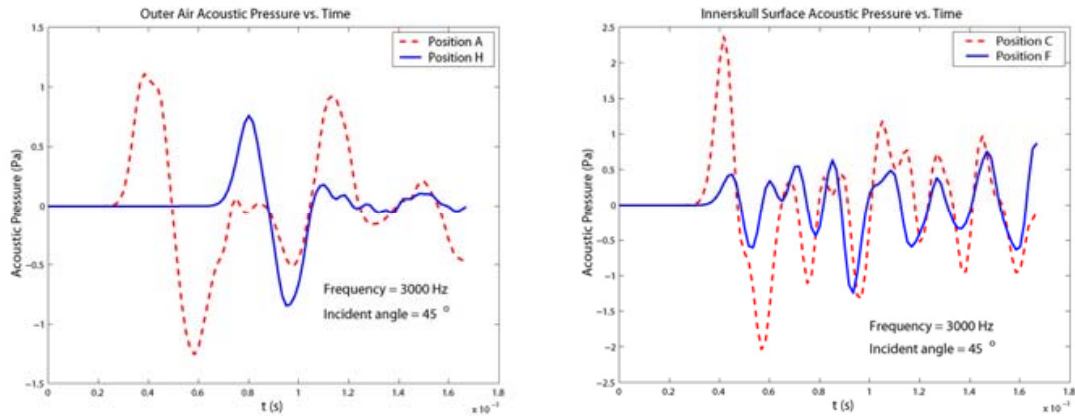 Outer Air Acoustic Pressure vs. Time
Position A
Position H
1
0.5
0
-0.5
-1
-1.5
Acoustic Pressure (Pa)
Frequency = 3000 Hz
Incident angle = 45 °
0 0.2 0.4 0.6 0.8 1 1.2 1.4 1.6 1.8
t (s)
Innerskull Surface Acoustic Pressure vs. Time
Position C
Position F
2.5
2
1.5
1
0.5
0
-0.5
-1
-1.5
-2
-2.5
Acoustic Pressure (Pa)
Frequency = 3000 Hz
Incident angle = 45 °
0 0.2 0.4 0.6 0.8 1 1.2 1.4 1.6 1.8
t (s)